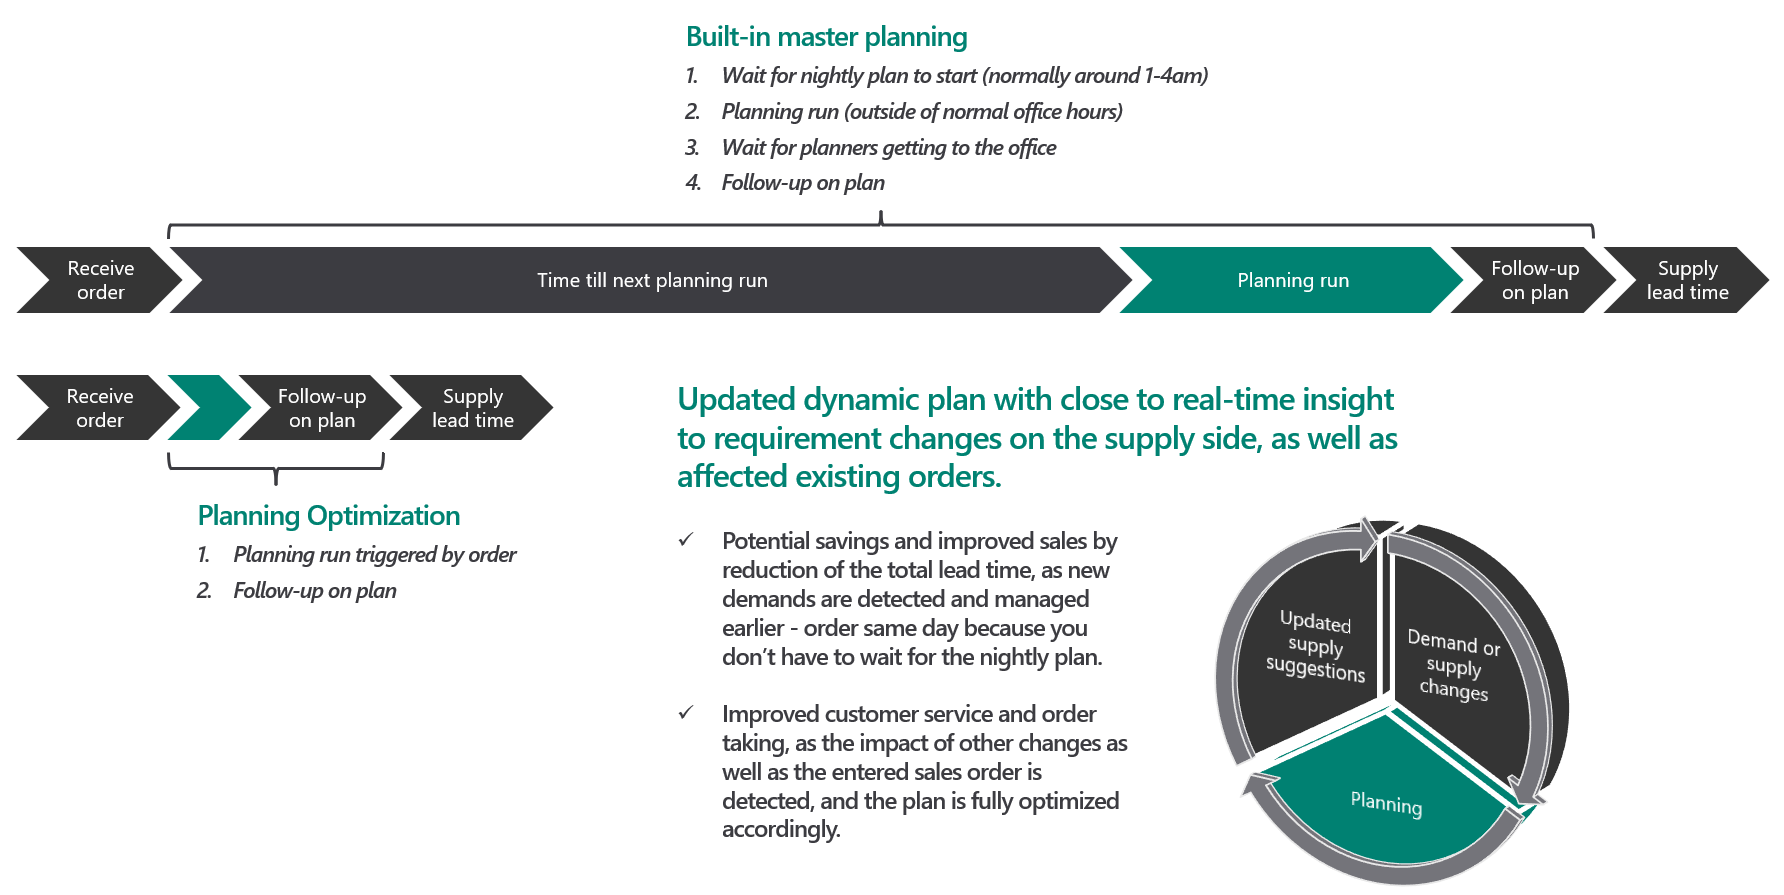 Built-in master planning
1. Wait for nightly plan to start (normally around 1-4am)
2. Planning run (outside of normal office hours)
3. Wait for planners getting to the office
4. Follow-up on plan
Receive
order
Time till next planning run
Planning run
Follow-up
on plan
Supply
lead time
Receive
order
Follow-up
on plan
Supply
lead time
Planning Optimization
1. Planning run triggered by order
2. Follow-up on plan
Updated dynamic plan with close to real-time insight
to requirement changes on the supply side, as well as
affected existing orders.
✓ Potential savings and improved sales by
reduction of the total lead time, as new
demands are detected and managed
earlier - order same day because you
don’t have to wait for the nightly plan.
✓ Improved customer service and order
taking, as the impact of other changes as
well as the entered sales order is
detected, and the plan is fully optimized
accordingly.
Updated
supply
suggestions
Demand or
supply
changes
Planning